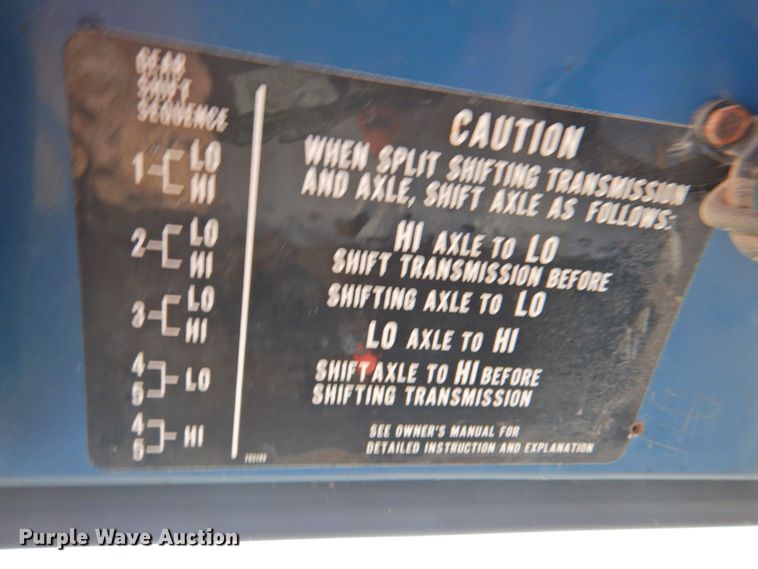 GEAR
SHIFT
SEQUENCE
1 LO
HI
2 LO
HI
3 LO
HI
4
5 LO
4
5 HI
CAUTION
WHEN SPLIT SHIFTING TRANSMISSION
AND AXLE, SHIFT AXLE AS FOLLOWS:
HI AXLE TO LO
SHIFT TRANSMISSION BEFORE
SHIFTING AXLE TO LO
LO AXLE TO HI
SHIFT AXLE TO HI BEFORE
SHIFTING TRANSMISSION
SEE OWNER'S MANUAL FOR
DETAILED INSTRUCTION AND EXPLANATION
Purple Wave Auction